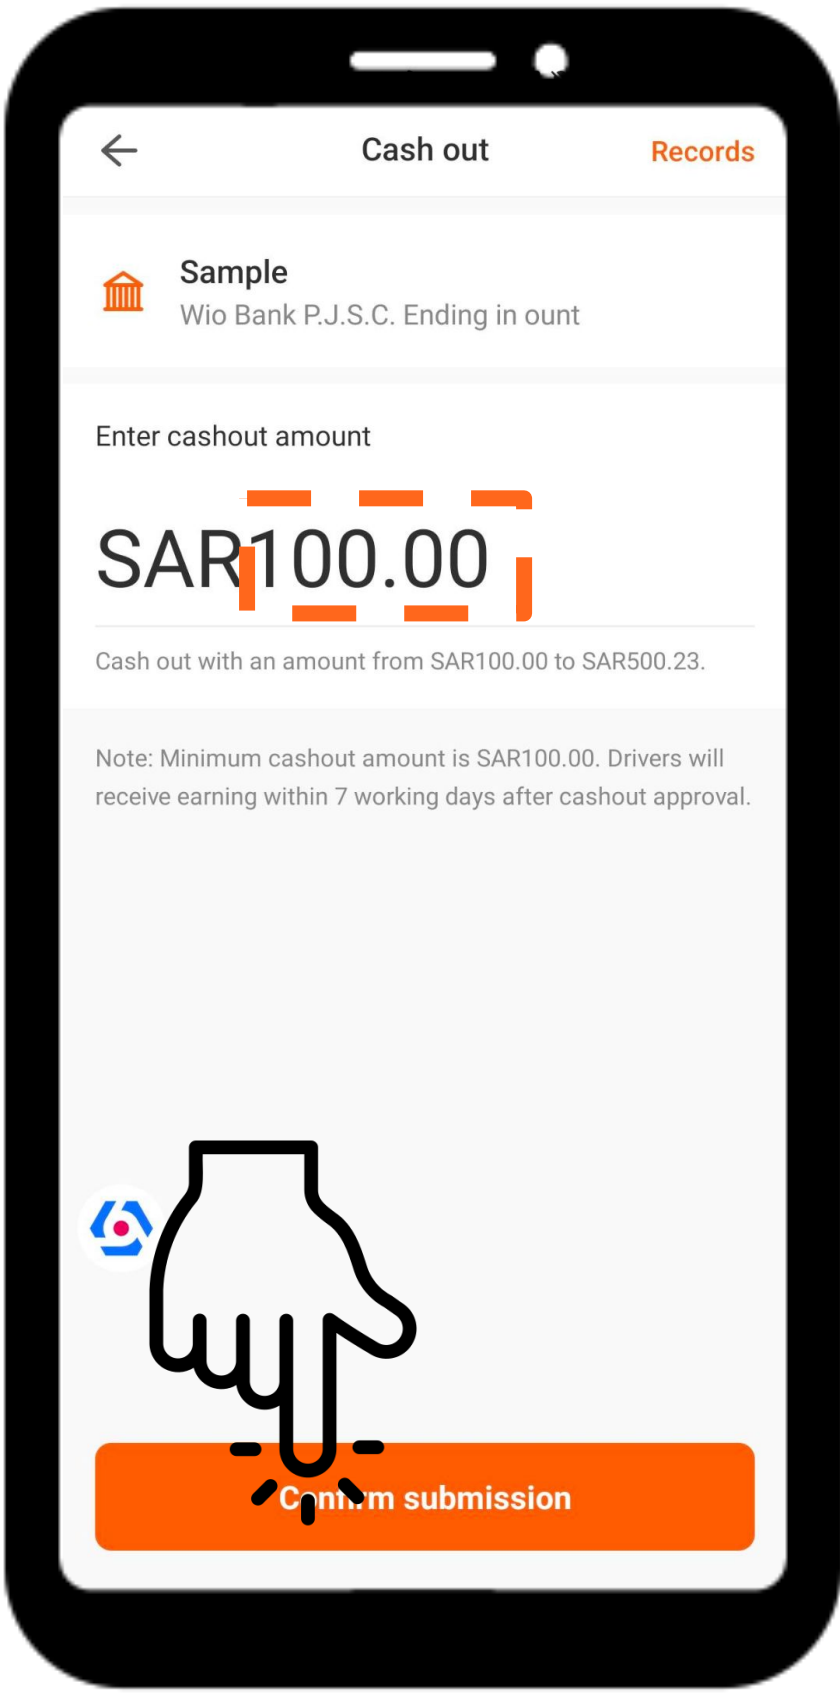 Cash out
Records
Sample
Wio Bank P.J.S.C. Ending in ount
Enter cashout amount
SAR100.00
Cash out with an amount from SAR100.00 to SAR500.23.
Note: Minimum cashout amount is SAR100.00. Drivers will
receive earning within 7 working days after cashout approval.
Confirm submission